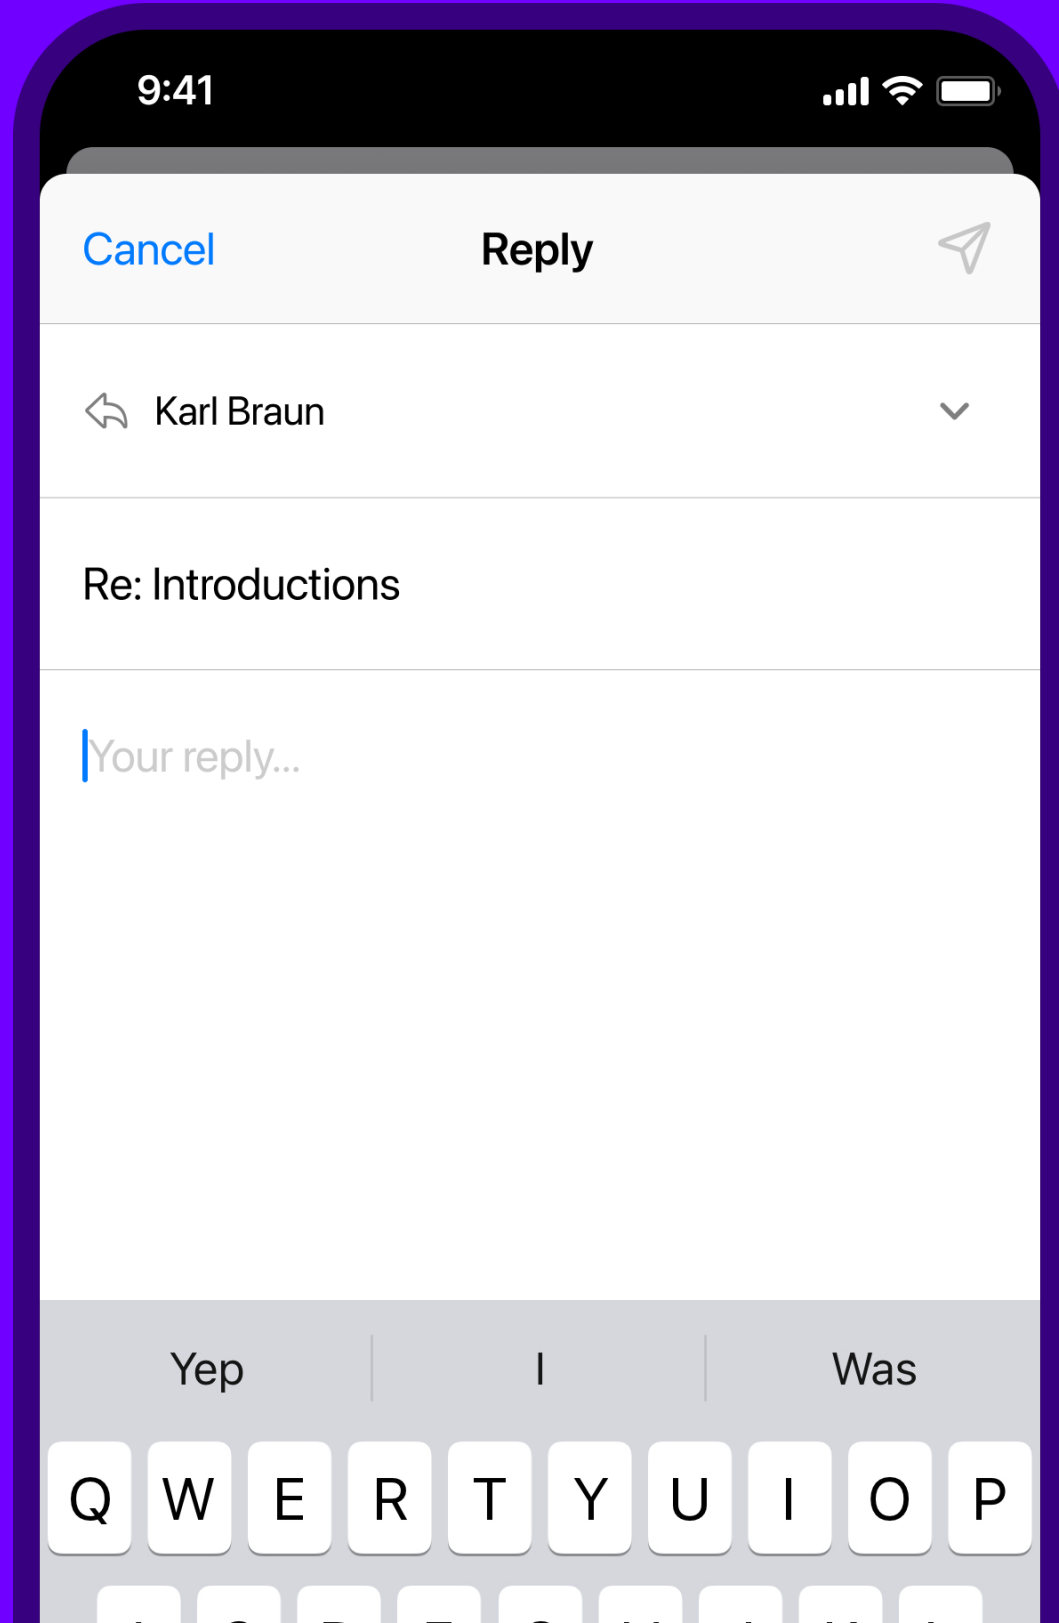 9:41
Cancel Reply
Karl Braun
Re: Introductions
Your reply...
Yep I Was
Q W E R T Y U I O P